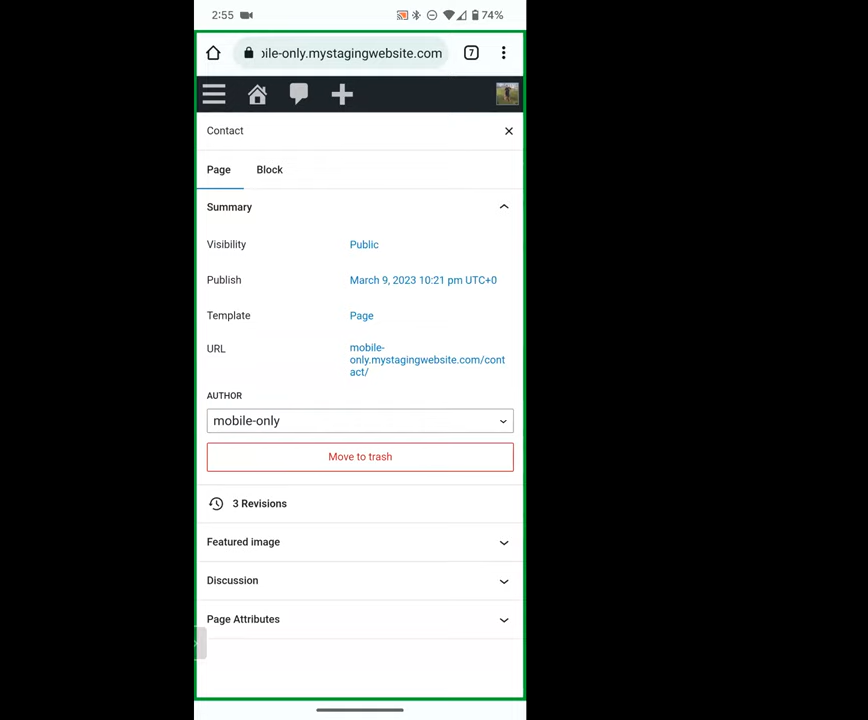 2:55
74%
bile-only.mystagingwebsite.com
7
Contact
Page
Block
Summary
Visibility
Public
Publish
March 9, 2023 10:21 pm UTC+0
Template
Page
URL
mobile-
only.mystagingwebsite.com/cont
act/
AUTHOR
mobile-only
Move to trash
3 Revisions
Featured image
Discussion
Page Attributes